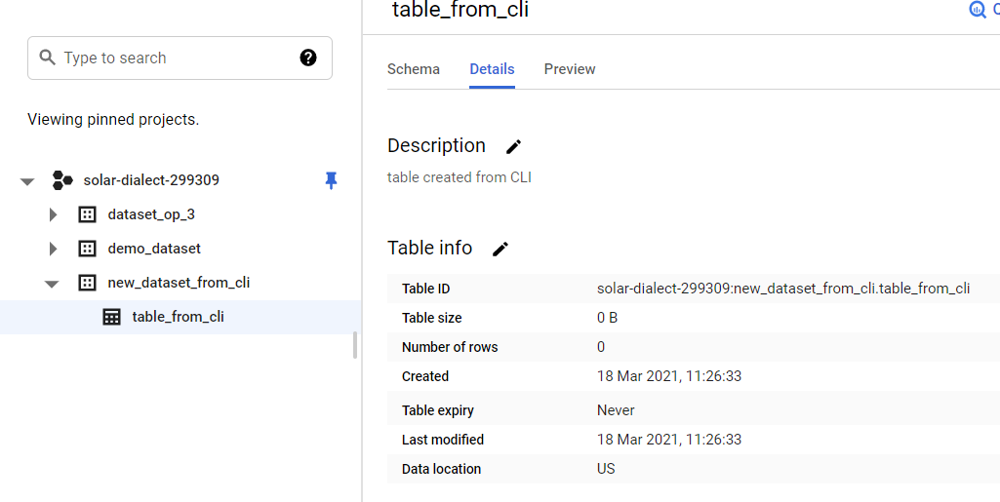 Type to search
Viewing pinned projects.
solar-dialect-299309
dataset_op_3
demo_dataset
new_dataset_from_cli
table_from_cli
table_from_cli
Schema Details Preview
Description
table created from CLI
Table info
Table ID solar-dialect-299309:new_dataset_from_cli.table_from_cli
Table size 0 B
Number of rows 0
Created 18 Mar 2021, 11:26:33
Table expiry Never
Last modified 18 Mar 2021, 11:26:33
Data location US